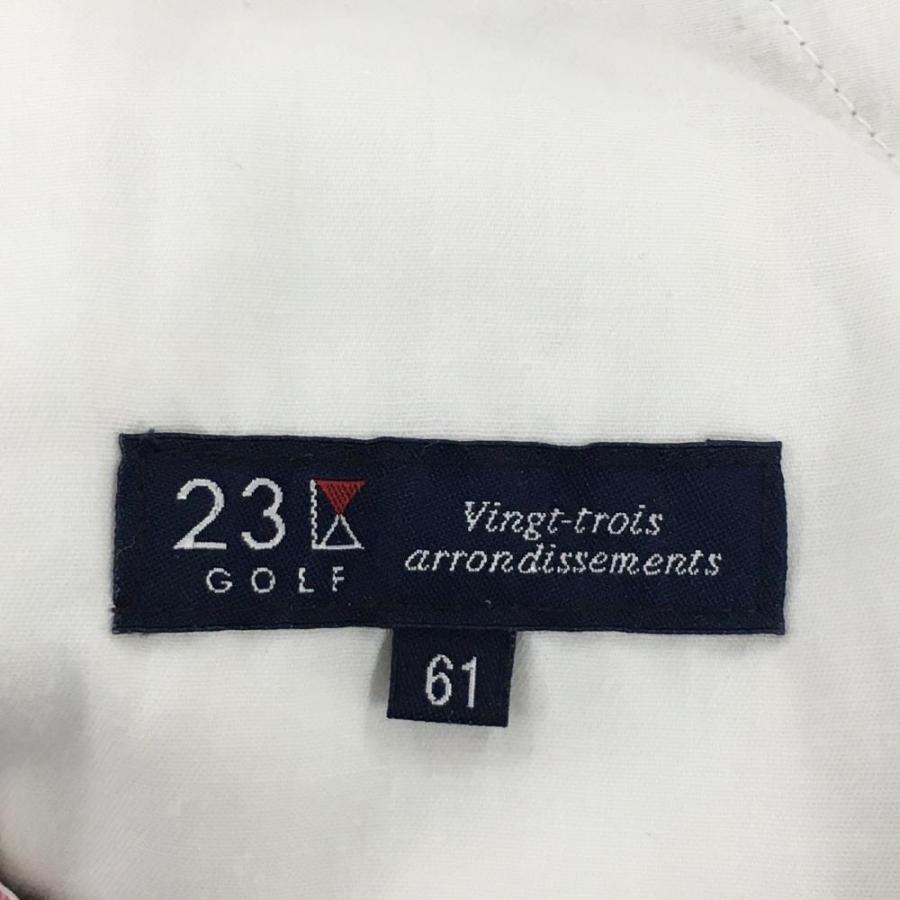 23
GOLF
Vingt-trois
arrondissements
61